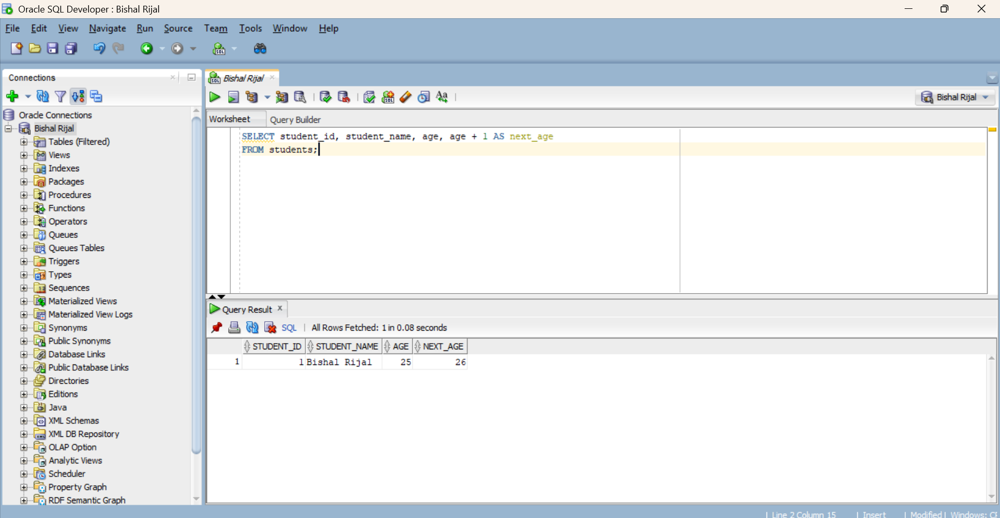 Oracle SQL Developer : Bishal Rijal
File Edit View Navigate Run Source Team Tools Window Help
Connections
Oracle Connections
Bishal Rijal
Tables (Filtered)
Views
Indexes
Packages
Procedures
Functions
Operators
Queues
Queues Tables
Triggers
Types
Sequences
Materialized Views
Materialized View Logs
Synonyms
Public Synonyms
Database Links
Public Database Links
Directories
Editions
Java
XML Schemas
XML DB Repository
OLAP Option
Analytic Views
Scheduler
Property Graph
RDF Semantic Graph
Bishal Rijal
Bishal Rijal
Worksheet Query Builder
SELECT student_id, student_name, age, age + 1 AS next_age
FROM students;
Query Result
SQL | All Rows Fetched: 1 in 0.08 seconds
STUDENT_ID STUDENT_NAME AGE NEXT_AGE
1 1 Bishal Rijal 25 26
| Line 2 Column 15 | Insert | Modified | Windows: CF